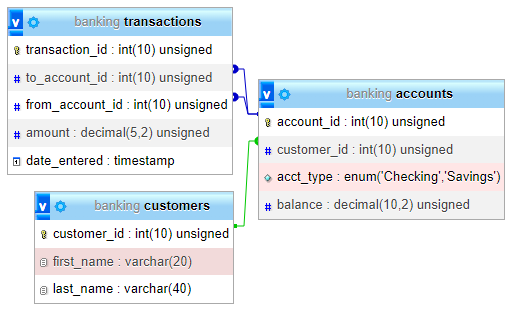 v banking transactions
transaction_id : int(10) unsigned
# to_account_id : int(10) unsigned
# from_account_id : int(10) unsigned
# amount : decimal(5,2) unsigned
date_entered : timestamp
v banking accounts
account_id : int(10) unsigned
# customer_id : int(10) unsigned
acct_type : enum('Checking','Savings')
# balance : decimal(10,2) unsigned
v banking customers
customer_id : int(10) unsigned
first_name : varchar(20)
last_name : varchar(40)